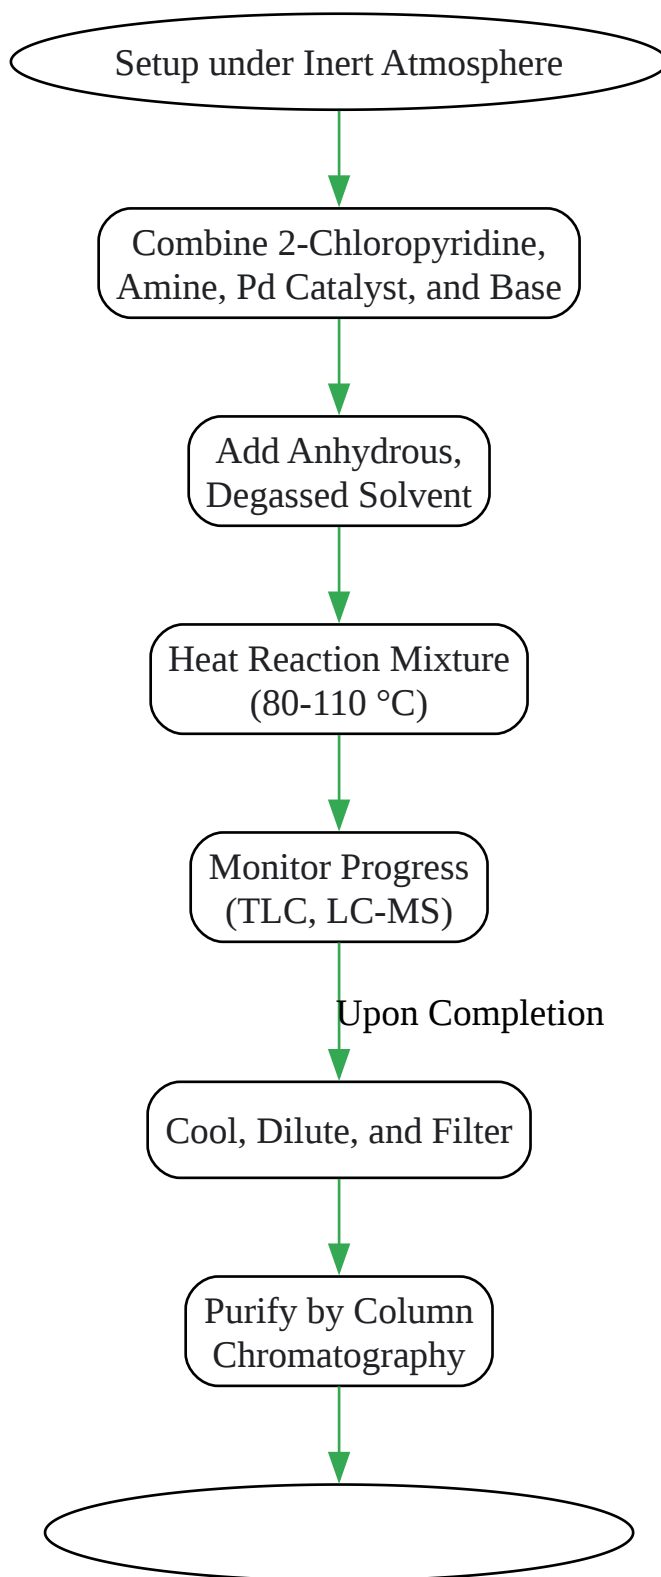 Setup under Inert Atmosphere
Combine 2-Chloropyridine,
Amine, Pd Catalyst, and Base
Add Anhydrous,
Degassed Solvent
Heat Reaction Mixture
(80-110 °C)
Monitor Progress
(TLC, LC-MS)
Upon Completion
Cool, Dilute, and Filter
Purify by Column
Chromatography